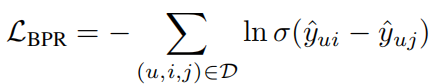 $\mathcal{L}_{\text{BPR}} = - \sum_{(u,i,j) \in \mathcal{D}} \ln \sigma(\hat{y}_{ui} - \hat{y}_{uj})$